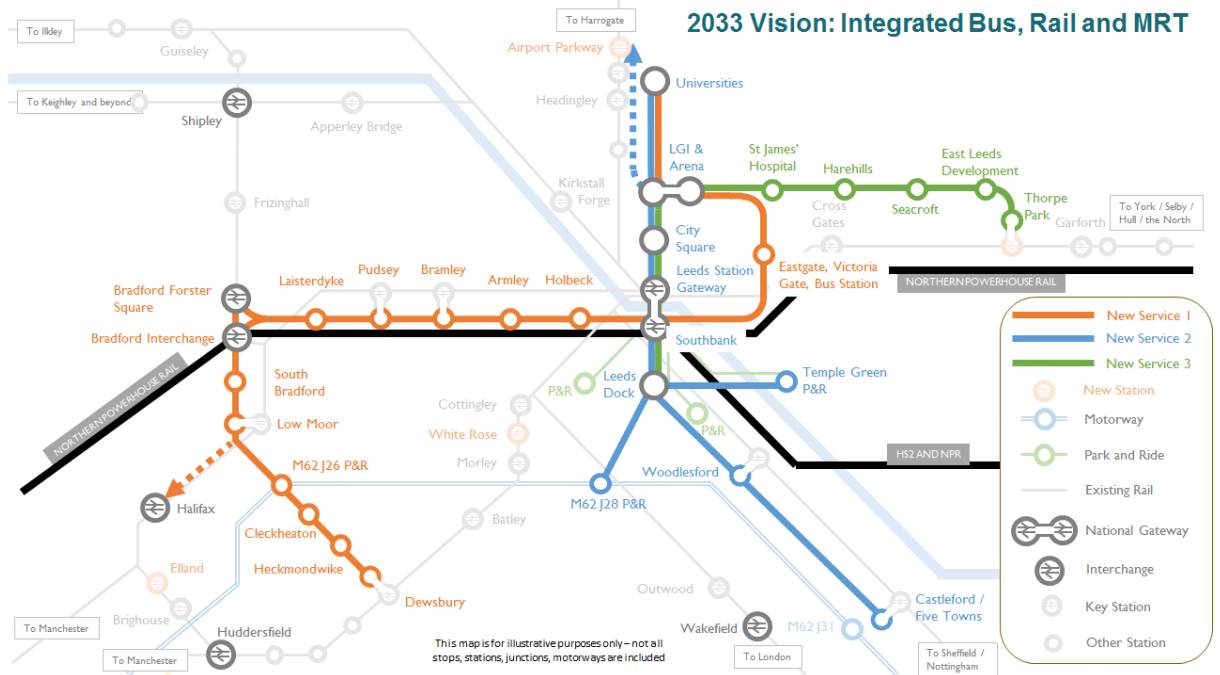 2033 Vision: Integrated Bus, Rail and MRT
To Ilkley
Guiseley
To Harrogate
Airport Parkway
Universities
To Keighley and beyond
Shipley
Apperley Bridge
Headingley
LGI &
Arena
St James'
Hospital
Harehills
East Leeds
Development
Seacroft
Thorpe
Park
To York / Selby /
Hull / the North
Frizinghall
Kirkstall
Forge
Cross
Gates
Garforth
City
Square
Leeds Station
Gateway
Eastgate, Victoria
Gate, Bus Station
NORTHERN POWERHOUSE RAIL
Bradford Forster
Square
Laisterdyke
Pudsey
Bramley
Armley
Holbeck
Bradford Interchange
Southbank
NORTHERN POWERHOUSE RAIL
South
Bradford
Low Moor
P&R
Leeds
Dock
Temple Green
P&R
P&R
Cottingley
White Rose
Morley
M62 J26 P&R
Woodlesford
HS2 AND NPR
M62 J28 P&R
Halifax
Batley
Cleckheaton
Heckmondwike
Elland
Dewsbury
Brighouse
Outwood
Castleford /
Five Towns
To Manchester
Huddersfield
Wakefield
M62 J31
To Manchester
This map is for illustrative purposes only – not all
stops, stations, junctions, motorways are included
To London
To Sheffield /
Nottingham
New Service 1
New Service 2
New Service 3
New Station
Motorway
Park and Ride
Existing Rail
National Gateway
Interchange
Key Station
Other Station